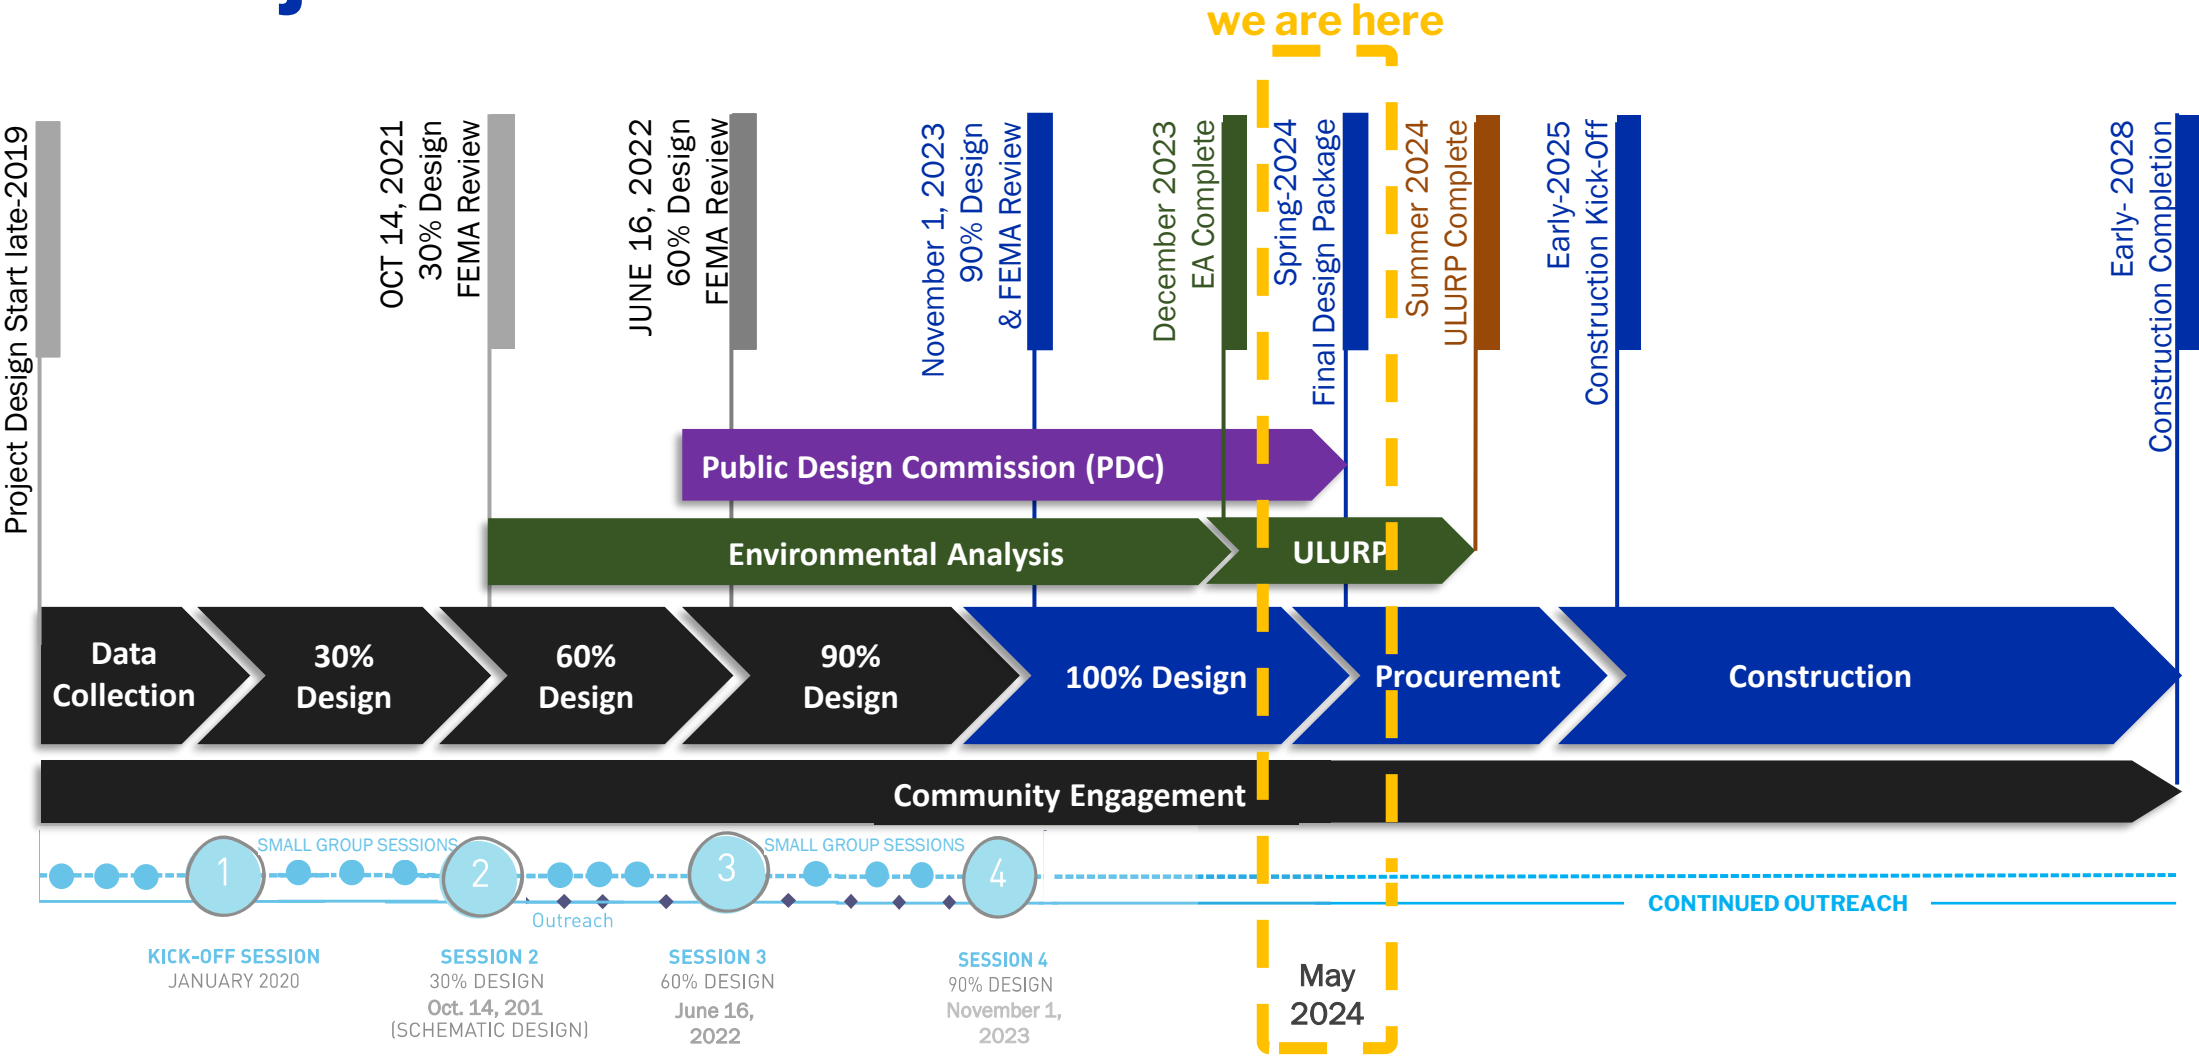 we are here
Project Design Start late-2019
OCT 14, 2021
30% Design
FEMA Review
JUNE 16, 2022
60% Design
FEMA Review
November 1, 2023
90% Design
& FEMA Review
December 2023
EA Complete
Spring-2024
Final Design Package
Summer 2024
ULURP Complete
Early-2025
Construction Kick-Off
Early- 2028
Construction Completion
Public Design Commission (PDC)
Environmental Analysis
ULURP
Data
Collection
30%
Design
60%
Design
90%
Design
100% Design
Procurement
Construction
Community Engagement
SMALL GROUP SESSIONS
SMALL GROUP SESSIONS
1
2
3
4
Outreach
CONTINUED OUTREACH
KICK-OFF SESSION
JANUARY 2020
SESSION 2
30% DESIGN
Oct. 14, 201
(SCHEMATIC DESIGN)
SESSION 3
60% DESIGN
June 16,
2022
SESSION 4
90% DESIGN
November 1,
2023
May
2024